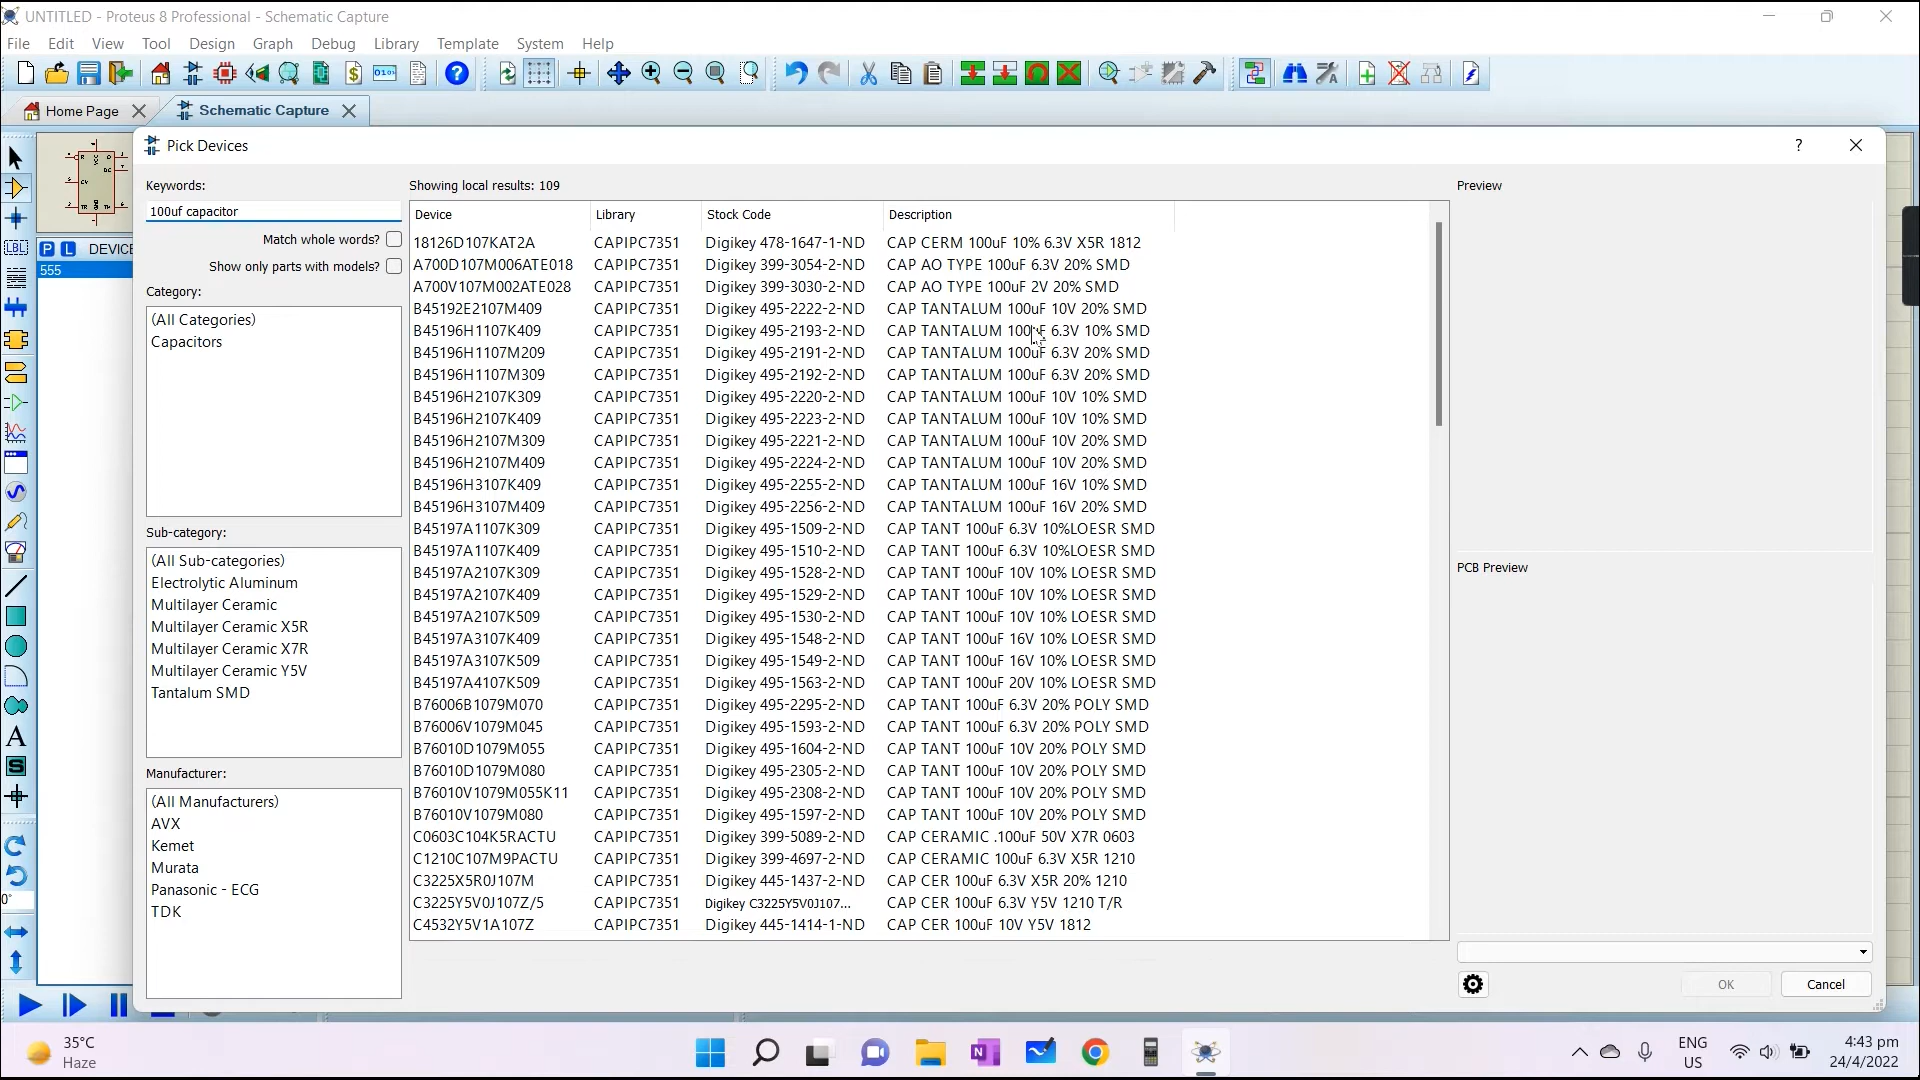 UNTITLED - Proteus 8 Professional - Schematic Capture
File Edit View Tool Design Graph Debug Library Template System Help
Home Page Schematic Capture
Pick Devices
Keywords:
100uf capacitor
Match whole words?
Show only parts with models?
Category:
(All Categories)
Capacitors
Sub-category:
(All Sub-categories)
Electrolytic Aluminum
Multilayer Ceramic
Multilayer Ceramic X5R
Multilayer Ceramic X7R
Multilayer Ceramic Y5V
Tantalum SMD
Manufacturer:
(All Manufacturers)
AVX
Kemet
Murata
Panasonic - ECG
TDK
P L DEVICE
555
LBL
A
S
0°
Showing local results: 109
Device Library Stock Code Description
18126D107KAT2A CAPIPC7351 Digikey 478-1647-1-ND CAP CERM 100uF 10% 6.3V X5R 1812
A700D107M006ATE018 CAPIPC7351 Digikey 399-3054-2-ND CAP AO TYPE 100uF 6.3V 20% SMD
A700V107M002ATE028 CAPIPC7351 Digikey 399-3030-2-ND CAP AO TYPE 100uF 2V 20% SMD
B45192E2107M409 CAPIPC7351 Digikey 495-2222-2-ND CAP TANTALUM 100uF 10V 20% SMD
B45196H1107K409 CAPIPC7351 Digikey 495-2193-2-ND CAP TANTALUM 100uF 6.3V 10% SMD
B45196H1107M209 CAPIPC7351 Digikey 495-2191-2-ND CAP TANTALUM 100uF 6.3V 20% SMD
B45196H1107M309 CAPIPC7351 Digikey 495-2192-2-ND CAP TANTALUM 100uF 6.3V 20% SMD
B45196H2107K309 CAPIPC7351 Digikey 495-2220-2-ND CAP TANTALUM 100uF 10V 10% SMD
B45196H2107K409 CAPIPC7351 Digikey 495-2223-2-ND CAP TANTALUM 100uF 10V 10% SMD
B45196H2107M309 CAPIPC7351 Digikey 495-2221-2-ND CAP TANTALUM 100uF 10V 20% SMD
B45196H2107M409 CAPIPC7351 Digikey 495-2224-2-ND CAP TANTALUM 100uF 10V 20% SMD
B45196H3107K409 CAPIPC7351 Digikey 495-2255-2-ND CAP TANTALUM 100uF 16V 10% SMD
B45196H3107M409 CAPIPC7351 Digikey 495-2256-2-ND CAP TANTALUM 100uF 16V 20% SMD
B45197A1107K309 CAPIPC7351 Digikey 495-1509-2-ND CAP TANT 100uF 6.3V 10%LOESR SMD
B45197A1107K409 CAPIPC7351 Digikey 495-1510-2-ND CAP TANT 100uF 6.3V 10%LOESR SMD
B45197A2107K309 CAPIPC7351 Digikey 495-1528-2-ND CAP TANT 100uF 10V 10% LOESR SMD
B45197A2107K409 CAPIPC7351 Digikey 495-1529-2-ND CAP TANT 100uF 10V 10% LOESR SMD
B45197A2107K509 CAPIPC7351 Digikey 495-1530-2-ND CAP TANT 100uF 10V 10% LOESR SMD
B45197A3107K409 CAPIPC7351 Digikey 495-1548-2-ND CAP TANT 100uF 16V 10% LOESR SMD
B45197A3107K509 CAPIPC7351 Digikey 495-1549-2-ND CAP TANT 100uF 16V 10% LOESR SMD
B45197A4107K509 CAPIPC7351 Digikey 495-1563-2-ND CAP TANT 100uF 20V 10% LOESR SMD
B76006B1079M070 CAPIPC7351 Digikey 495-2295-2-ND CAP TANT 100uF 6.3V 20% POLY SMD
B76006V1079M045 CAPIPC7351 Digikey 495-1593-2-ND CAP TANT 100uF 6.3V 20% POLY SMD
B76010D1079M055 CAPIPC7351 Digikey 495-1604-2-ND CAP TANT 100uF 10V 20% POLY SMD
B76010D1079M080 CAPIPC7351 Digikey 495-2305-2-ND CAP TANT 100uF 10V 20% POLY SMD
B76010V1079M055K11 CAPIPC7351 Digikey 495-2308-2-ND CAP TANT 100uF 10V 20% POLY SMD
B76010V1079M080 CAPIPC7351 Digikey 495-1597-2-ND CAP TANT 100uF 10V 20% POLY SMD
C0603C104K5RACTU CAPIPC7351 Digikey 399-5089-2-ND CAP CERAMIC .100uF 50V X7R 0603
C1210C107M9PACTU CAPIPC7351 Digikey 399-4697-2-ND CAP CERAMIC 100uF 6.3V X5R 1210
C3225X5R0J107M CAPIPC7351 Digikey 445-1437-2-ND CAP CER 100uF 6.3V X5R 20% 1210
C3225Y5V0J107Z/5 CAPIPC7351 Digikey C3225Y5V0J107... CAP CER 100uF 6.3V Y5V 1210 T/R
C4532Y5V1A107Z CAPIPC7351 Digikey 445-1414-1-ND CAP CER 100uF 10V Y5V 1812
Preview
PCB Preview
OK Cancel
35°C
Haze
ENG
US
4:43 pm
24/4/2022